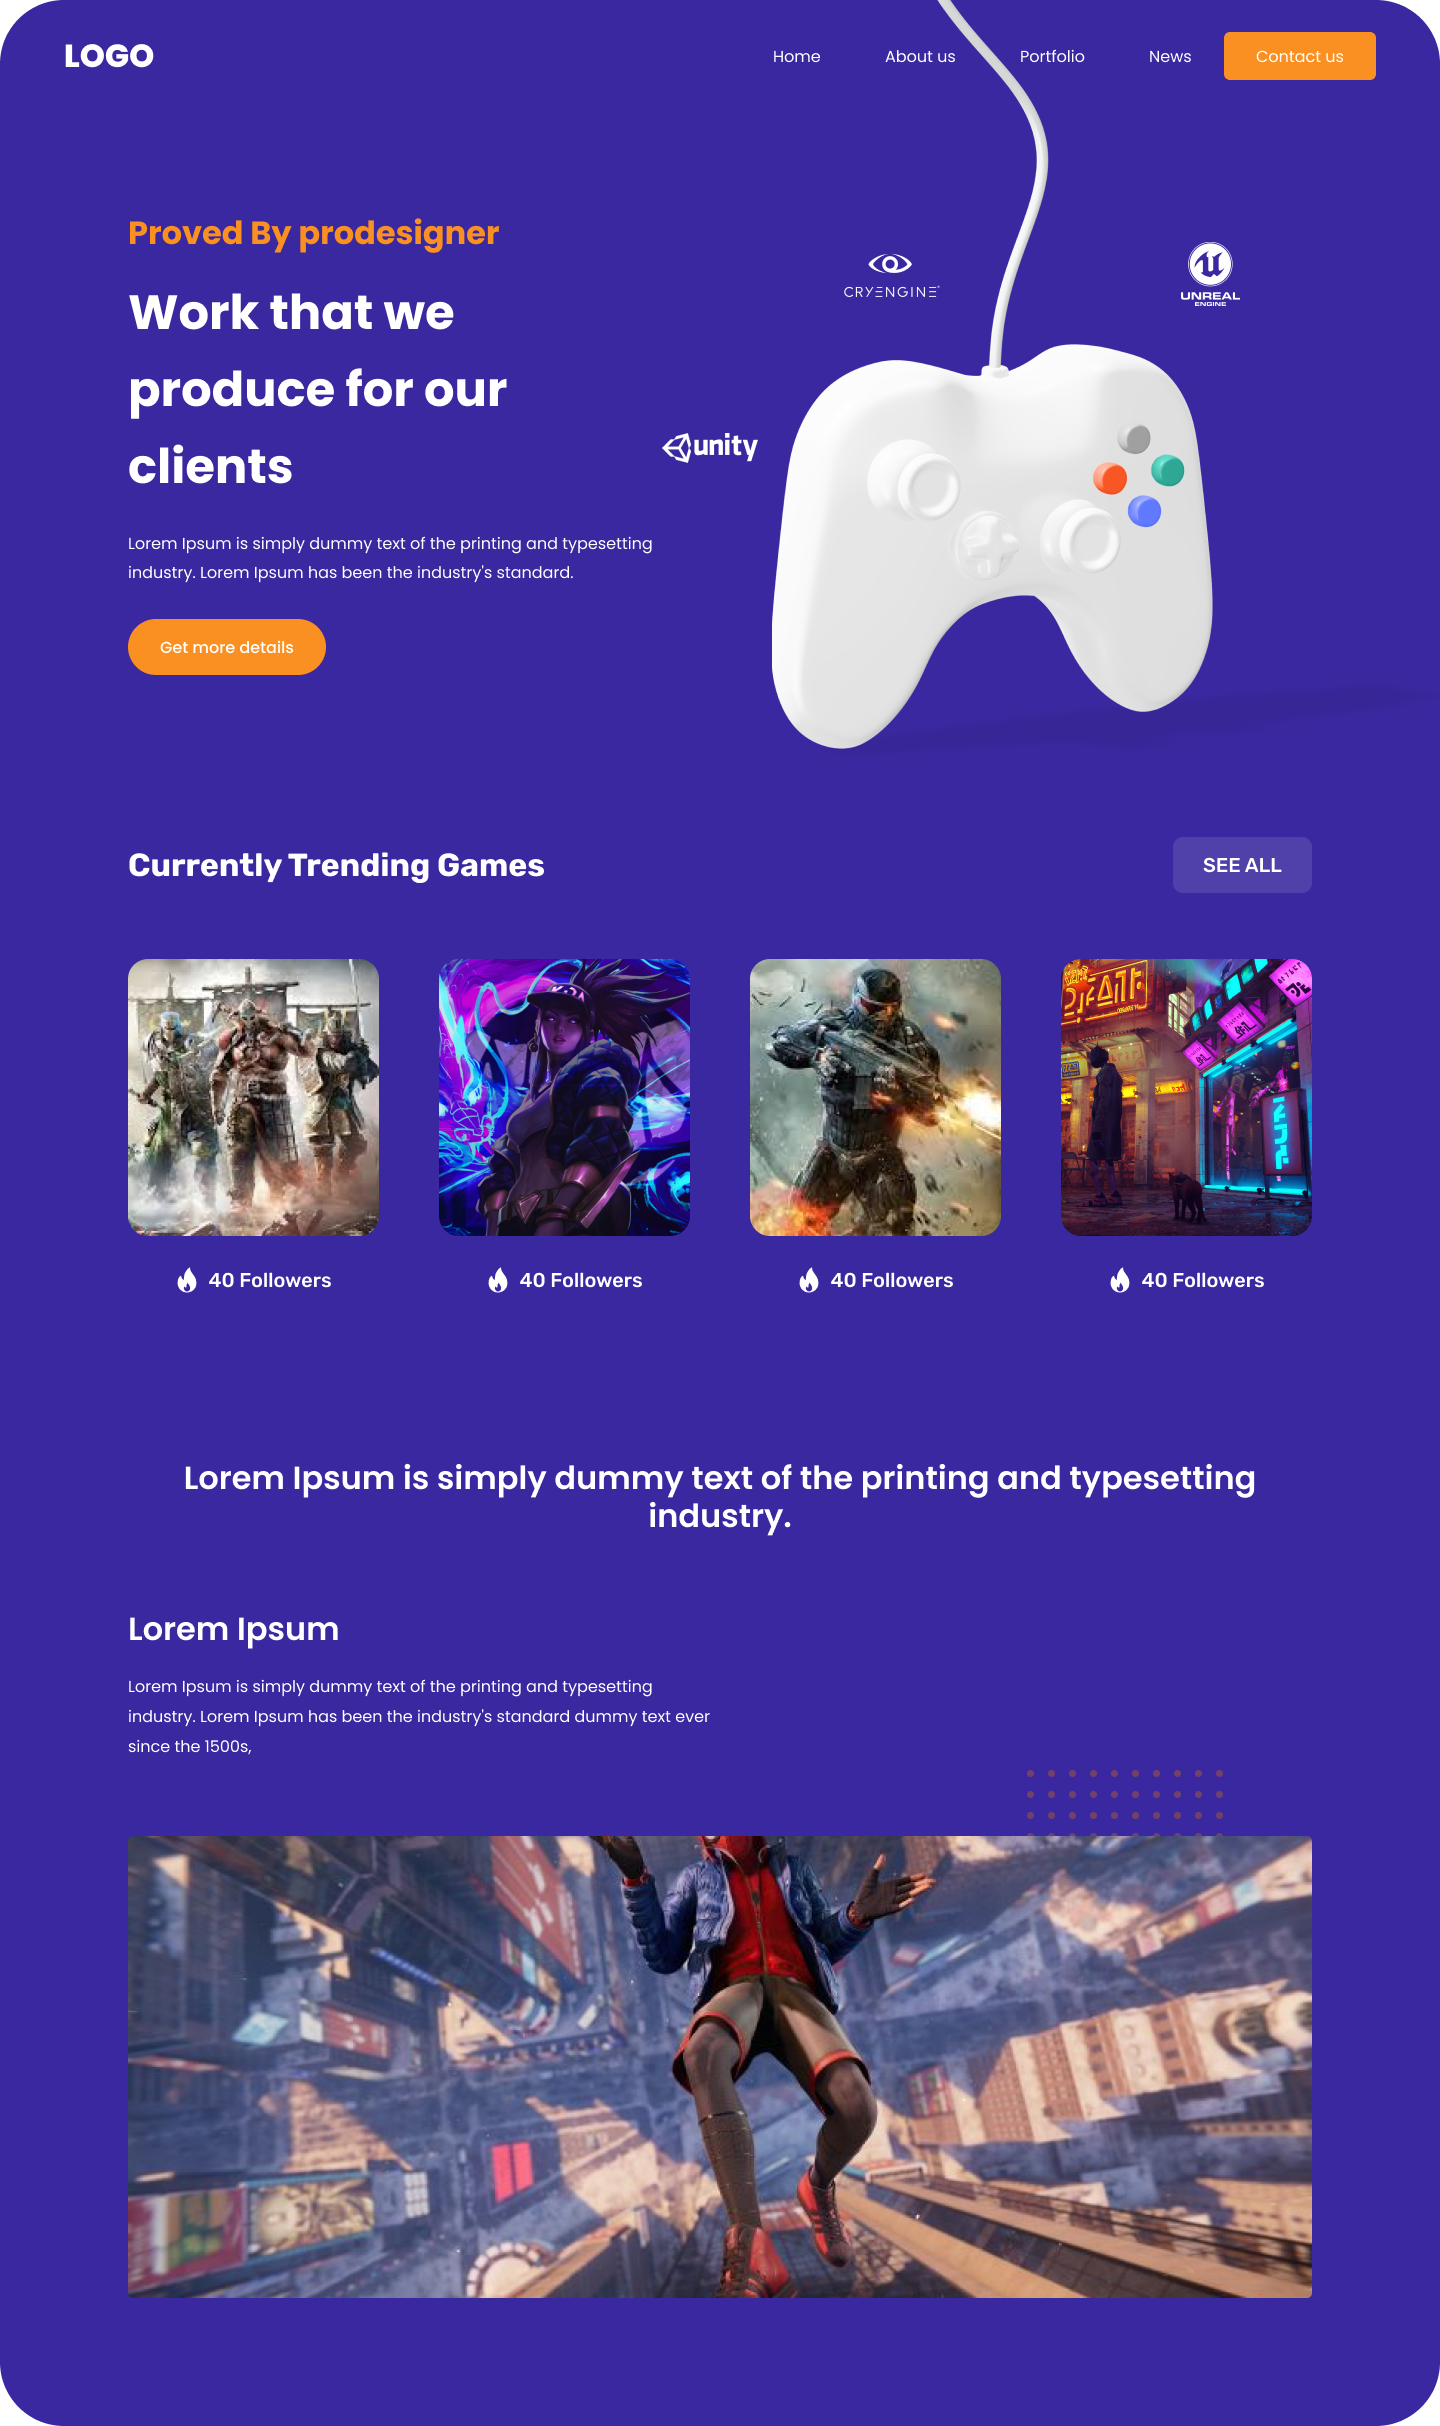 LOGO
Home
About us
Portfolio
News
Contact us
Proved By prodesigner
Work that we
produce for our
clients
CRYENGINE
UNREAL
ENGINE
unity
Lorem Ipsum is simply dummy text of the printing and typesetting
industry. Lorem Ipsum has been the industry's standard.
Get more details
Currently Trending Games
SEE ALL
40 Followers
40 Followers
40 Followers
40 Followers
Lorem Ipsum is simply dummy text of the printing and typesetting
industry.
Lorem Ipsum
Lorem Ipsum is simply dummy text of the printing and typesetting
industry. Lorem Ipsum has been the industry's standard dummy text ever
since the 1500s,